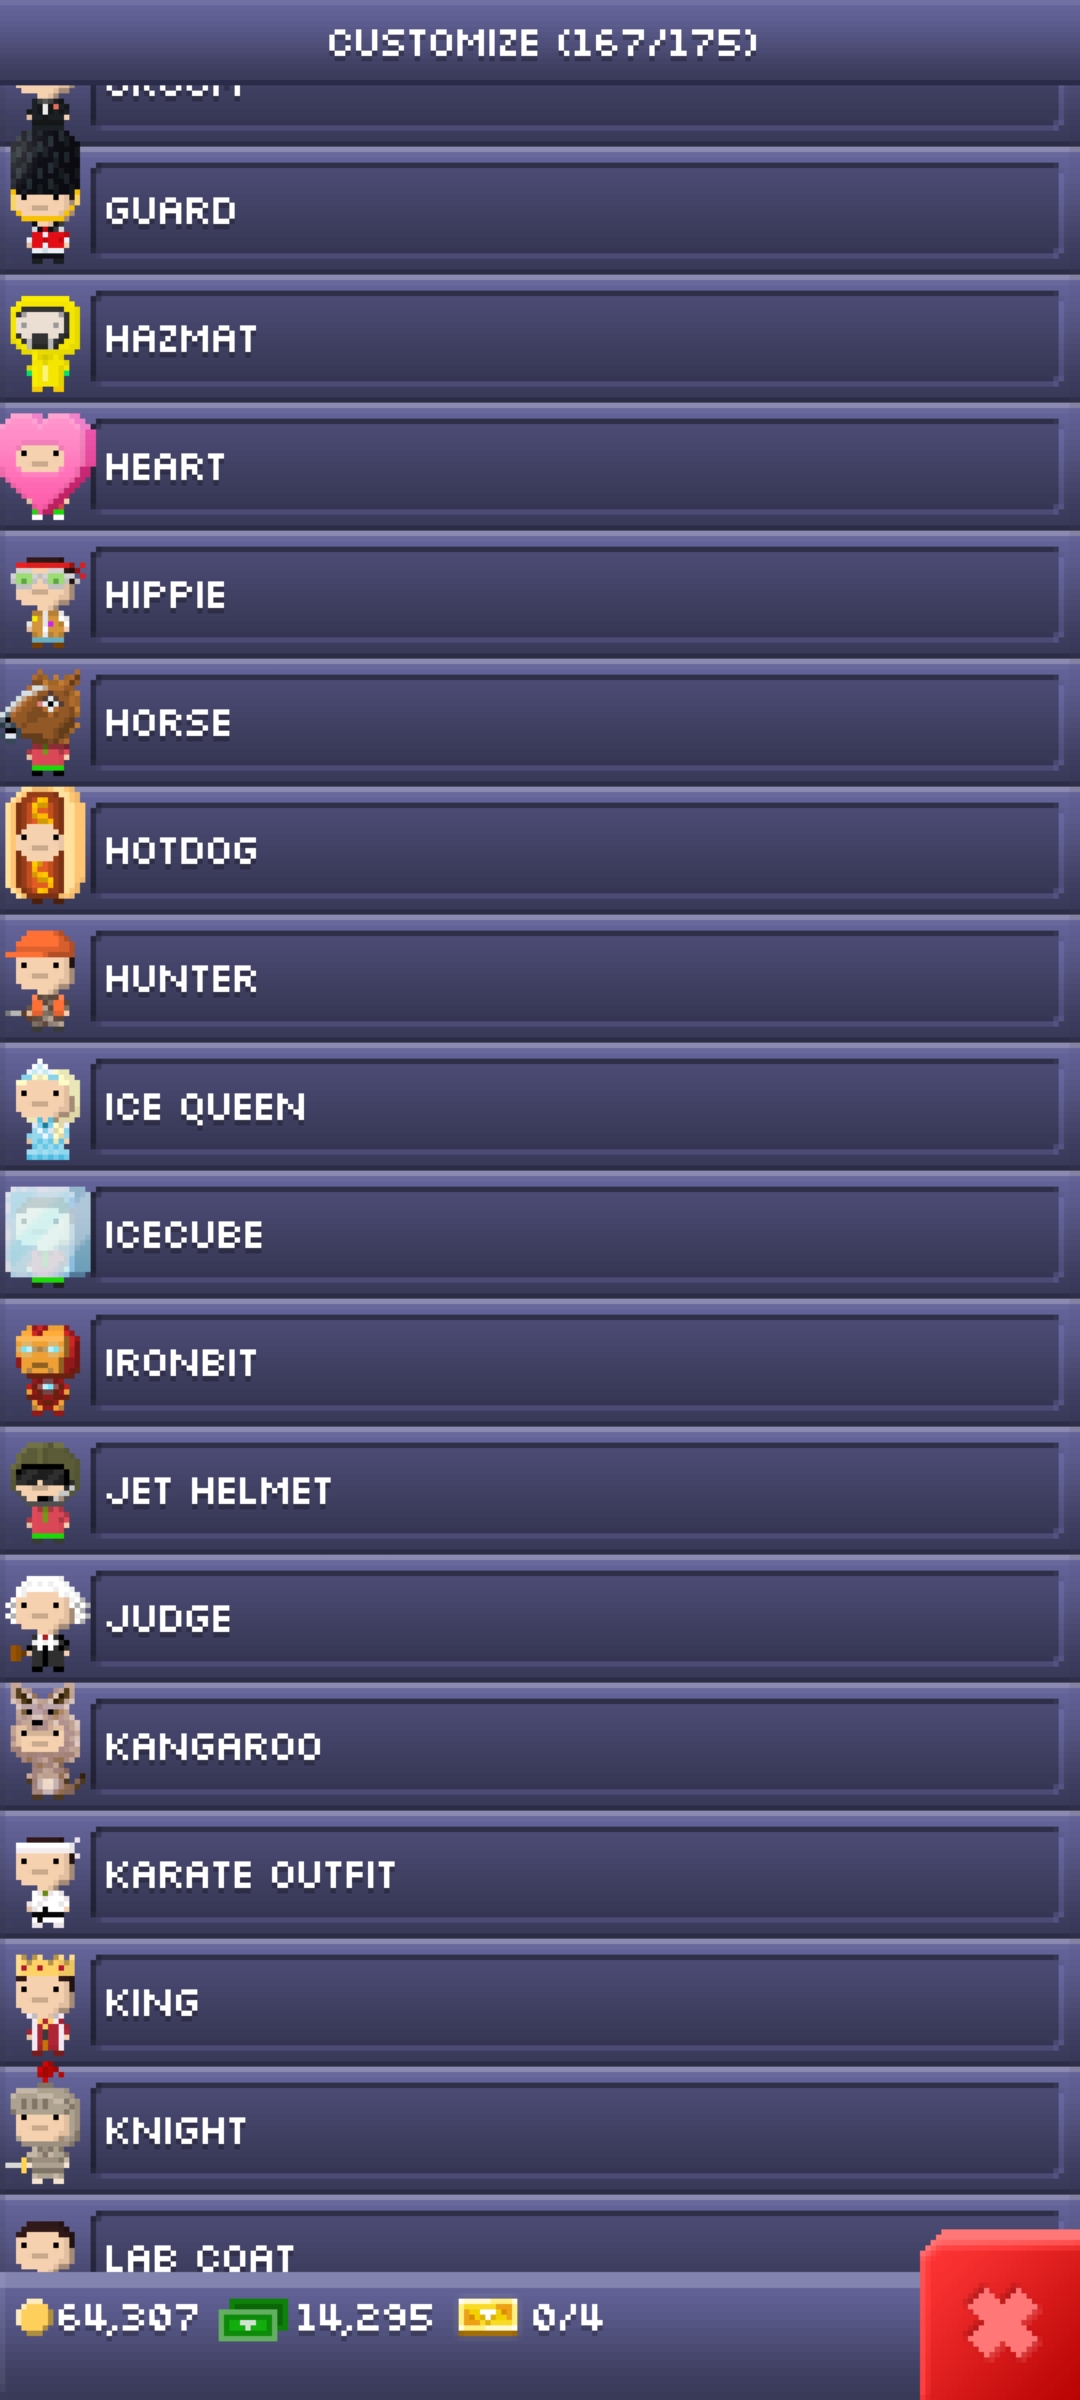 CUSTOMIZE (167/175)
GUARD
HAZMAT
HEART
HIPPIE
HORSE
HOTDOG
HUNTER
ICE QUEEN
ICECUBE
IRONBIT
JET HELMET
JUDGE
KANGAROO
KARATE OUTFIT
KING
KNIGHT
LAB COAT
64,307 14,295 0/4